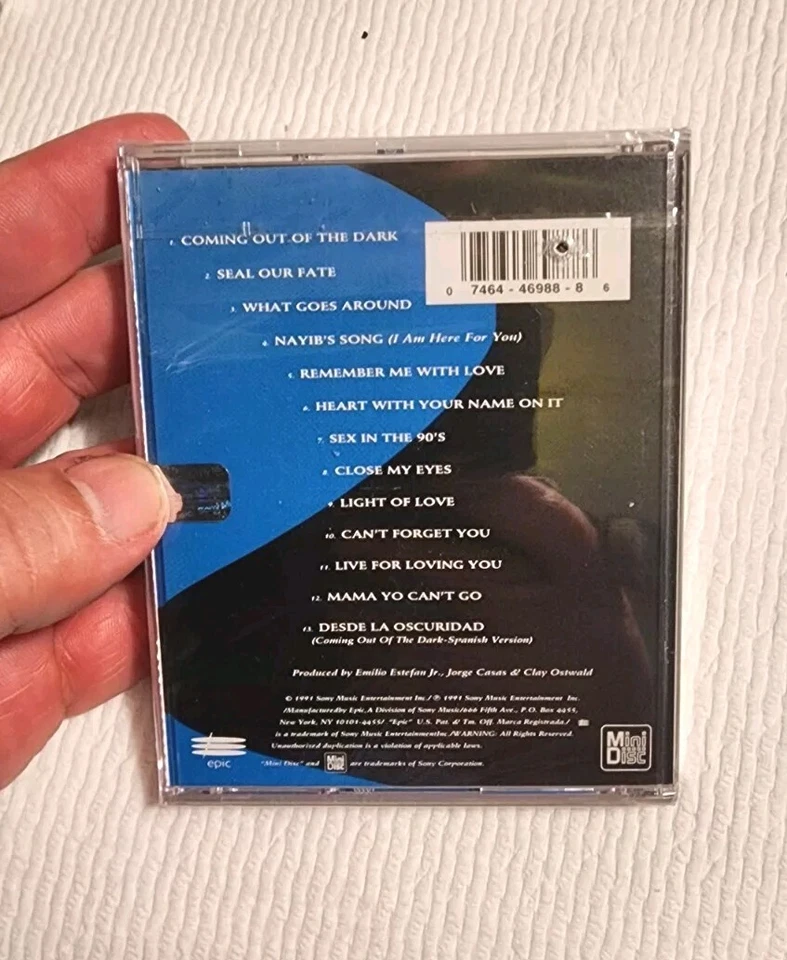 1. COMING OUT OF THE DARK
2. SEAL OUR FATE
3. WHAT GOES AROUND
4. NAYIB'S SONG (I Am Here For You)
5. REMEMBER ME WITH LOVE
6. HEART WITH YOUR NAME ON IT
7. SEX IN THE 90'S
8. CLOSE MY EYES
9. LIGHT OF LOVE
10. CAN'T FORGET YOU
11. LIVE FOR LOVING YOU
12. MAMA YO CAN'T GO
13. DESDE LA OSCURIDAD
(Coming Out Of The Dark-Spanish Version)
0 7464 - 46988 - 8 6
Produced by Emilio Estefan Jr., Jorge Casas & Clay Ostwald
© 1991 Sony Music Entertainment Inc./ ℗ 1991 Sony Music Entertainment Inc.
/Manufactured by Epic, A Division of Sony Music/666 Fifth Ave., P.O. Box 4455,
New York, NY 10101-4455/ "Epic" U.S. Pat. & Tm. Off. Marca Registrada./
is a trademark of Sony Music Entertainment Inc./WARNING: All Rights Reserved.
Unauthorized duplication is a violation of applicable laws.
epic
"Mini Disc" and Mini Disc are trademarks of Sony Corporation.
Mini Disc